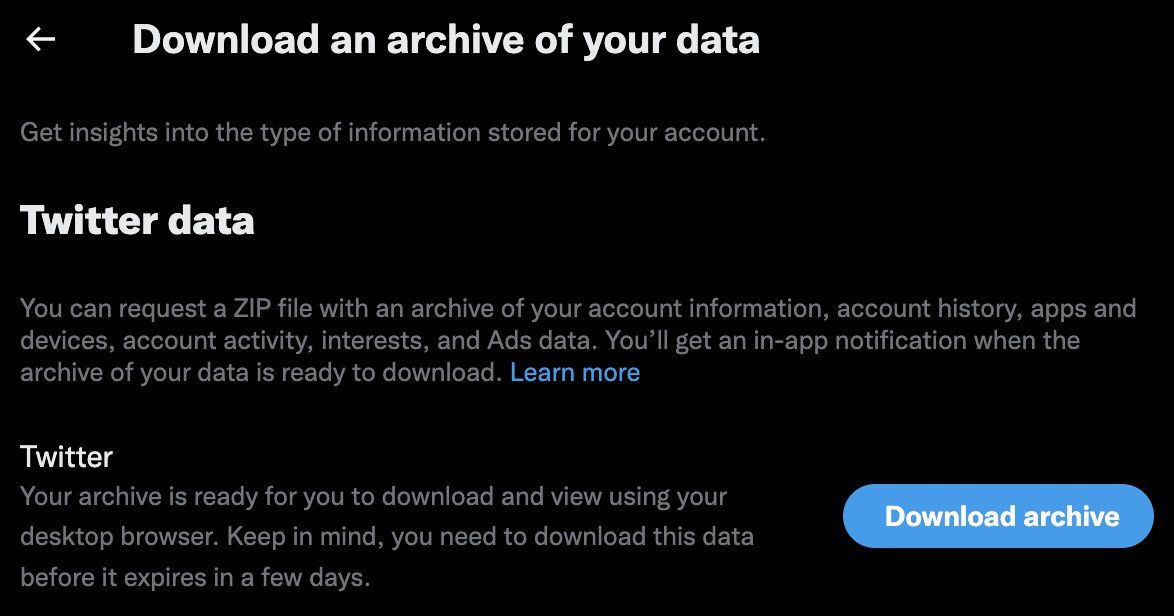 Download an archive of your data
Get insights into the type of information stored for your account.
Twitter data
You can request a ZIP file with an archive of your account information, account history, apps and
devices, account activity, interests, and Ads data. You’ll get an in-app notification when the
archive of your data is ready to download. Learn more
Twitter
Your archive is ready for you to download and view using your
desktop browser. Keep in mind, you need to download this data
before it expires in a few days.
Download archive